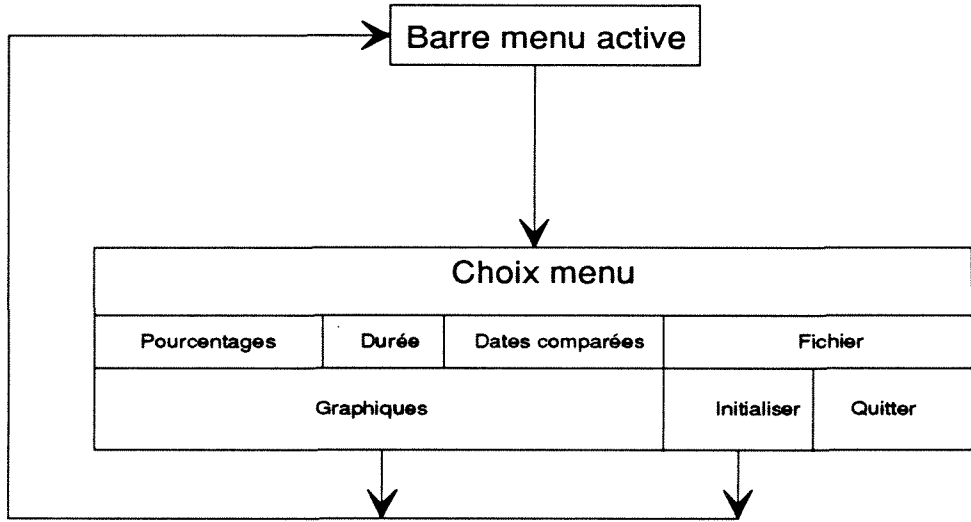 Barre menu active
Choix menu
Pourcentages
Durée
Dates comparées
Fichier
Graphiques
Initialiser
Quitter